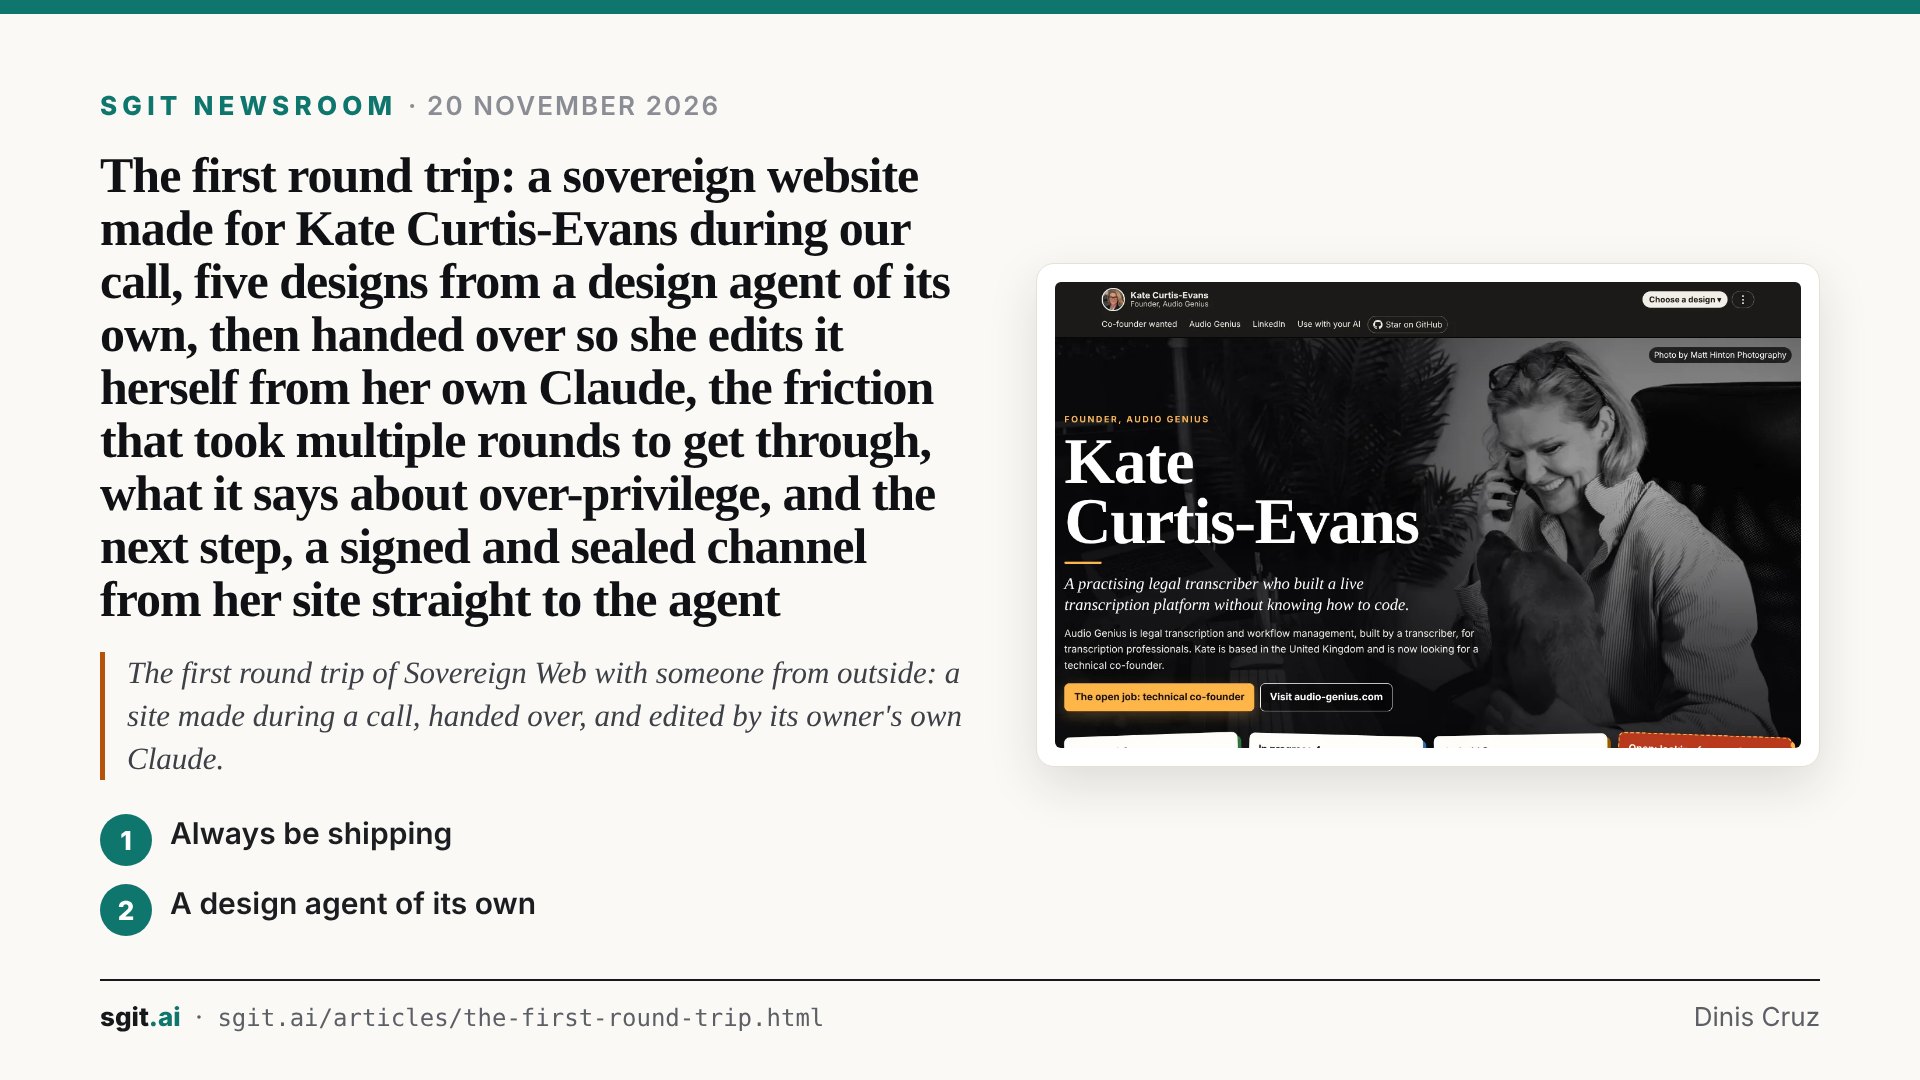 SGIT NEWSROOM · 20 NOVEMBER 2026
The first round trip: a sovereign website
made for Kate Curtis-Evans during our
call, five designs from a design agent of its
own, then handed over so she edits it
herself from her own Claude, the friction
that took multiple rounds to get through,
what it says about over-privilege, and the
next step, a signed and sealed channel
from her site straight to the agent
The first round trip of Sovereign Web with someone from outside: a
site made during a call, handed over, and edited by its owner's own
Claude.
1 Always be shipping
2 A design agent of its own
Kate Curtis-Evans
Founder, Audio Genius
Choose a design ▾
Co-founder wanted Audio Genius LinkedIn Use with your AI Star on GitHub
Photo by Matt Hinton Photography
FOUNDER, AUDIO GENIUS
Kate
Curtis-Evans
A practising legal transcriber who built a live
transcription platform without knowing how to code.
Audio Genius is legal transcription and workflow management, built by a transcriber, for
transcription professionals. Kate is based in the United Kingdom and is now looking for a
technical co-founder.
The open job: technical co-founder Visit audio-genius.com
sgit.ai · sgit.ai/articles/the-first-round-trip.html
Dinis Cruz